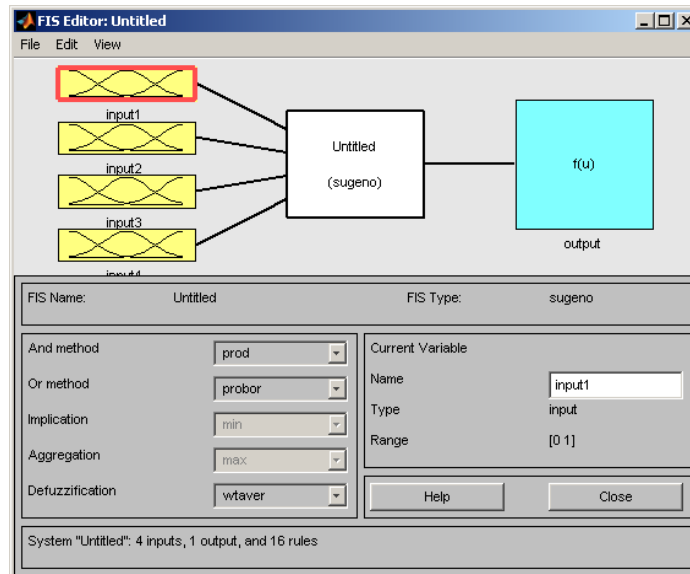 FIS Editor: Untitled
File Edit View
input1
input2
input3
input4
Untitled
(sugeno)
f(u)
output
FIS Name: Untitled FIS Type: sugeno
And method prod
Or method probor
Implication min
Aggregation max
Defuzzification wtaver
Current Variable
Name input1
Type input
Range [0 1]
Help Close
System "Untitled": 4 inputs, 1 output, and 16 rules